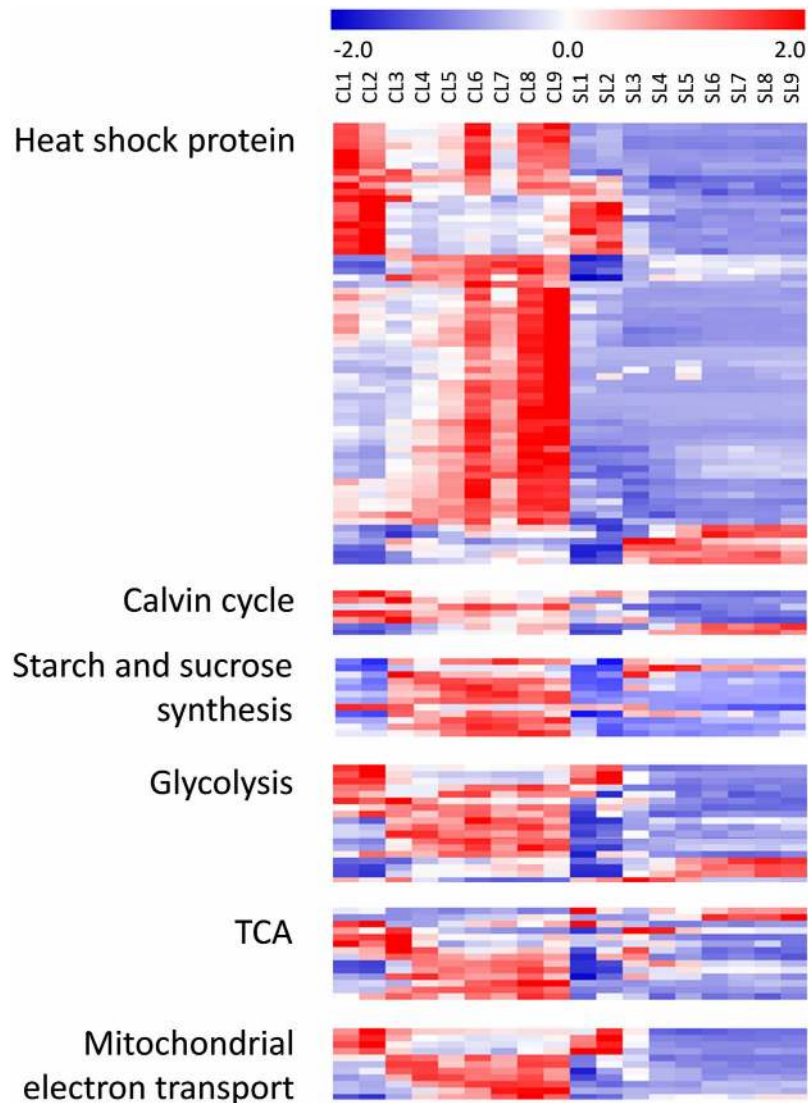 -2.0 0.0 2.0
CL1 CL2 CL3 CL4 CL5 CL6 CL7 CL8 CL9 SL1 SL2 SL3 SL4 SL5 SL6 SL7 SL8 SL9
Heat shock protein
Calvin cycle
Starch and sucrose
synthesis
Glycolysis
TCA
Mitochondrial
electron transport